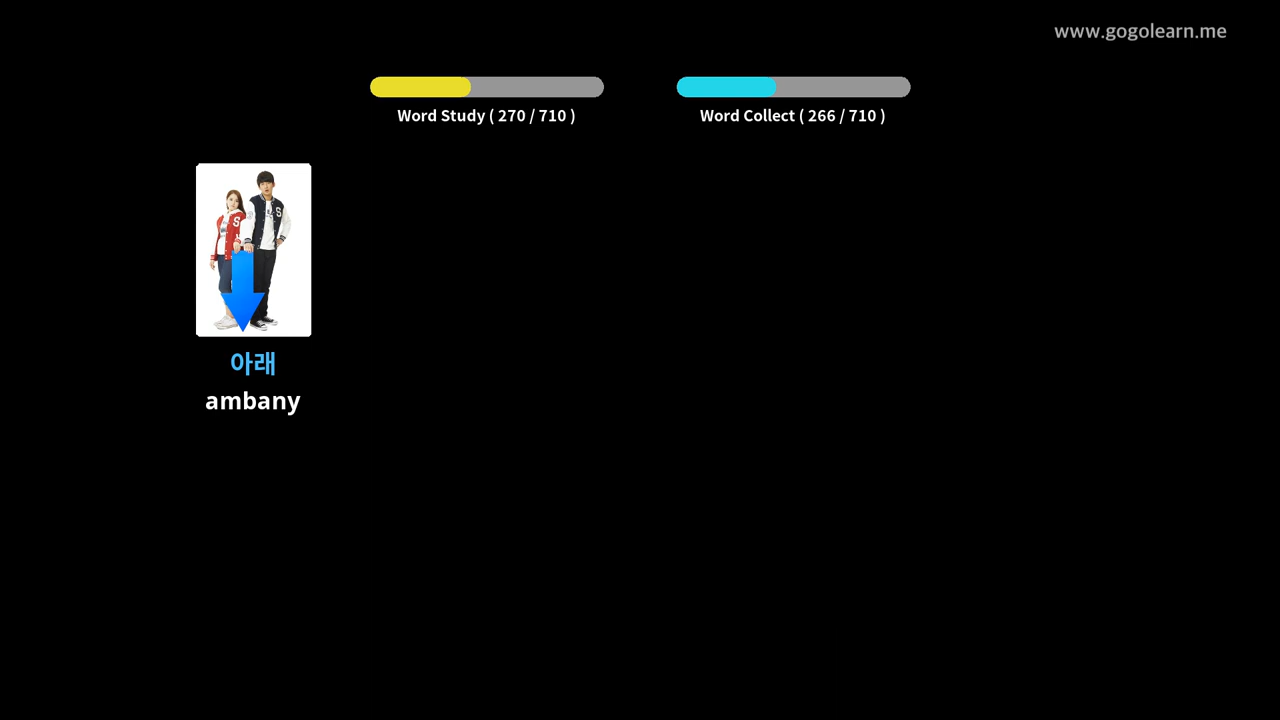 www.gogolearn.me
Word Study ( 270 / 710 )
Word Collect ( 266 / 710 )
S
S
아래
ambany